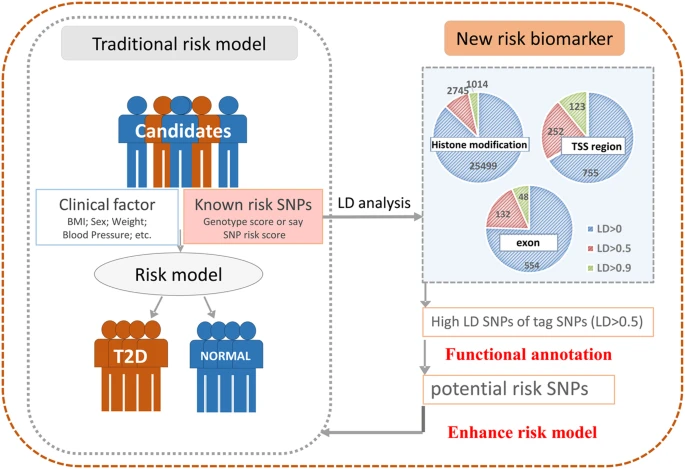 Traditional risk model
Candidates
Clinical factor
BMI; Sex; Weight;
Blood Pressure; etc.
Known risk SNPs
Genotype score or say
SNP risk score
Risk model
T2D
NORMAL
LD analysis
New risk biomarker
1014
2745
Histone modification
25499
123
252
TSS region
755
48
132
exon
554
LD>0
LD>0.5
LD>0.9
High LD SNPs of tag SNPs (LD>0.5)
Functional annotation
potential risk SNPs
Enhance risk model